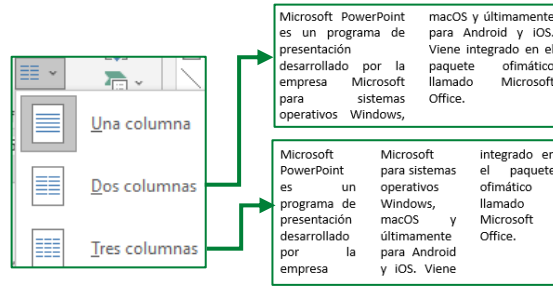 Una columna
Dos columnas
Tres columnas
Microsoft PowerPoint
es un programa de
presentación
desarrollado por la
empresa Microsoft
para sistemas
operativos Windows,
macOS y últimamente
para Android y iOS.
Viene integrado en el
paquete ofimático
llamado Microsoft
Office.
Microsoft
PowerPoint
es un
programa de
presentación
desarrollado
por la
empresa
Microsoft
para sistemas
operativos
Windows,
macOS y
últimamente
para Android
y iOS. Viene
integrado en
el paquete
ofimático
llamado
Microsoft
Office.